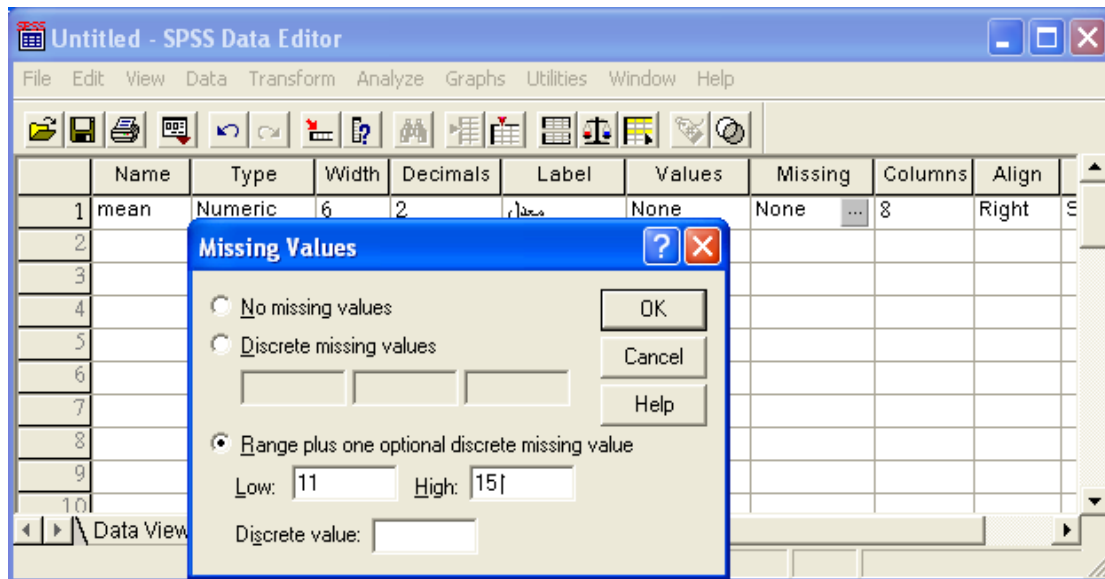 SPSS
Untitled - SPSS Data Editor
File Edit View Data Transform Analyze Graphs Utilities Window Help
Name Type Width Decimals Label Values Missing Columns Align
1 mean Numeric 6 2 معدل None None ... 8 Right S
2
3
4
5
6
7
8
9
10
Missing Values
No missing values
OK
Discrete missing values
Cancel
Help
Range plus one optional discrete missing value
Low: 11 High: 15
Discrete value:
Data View